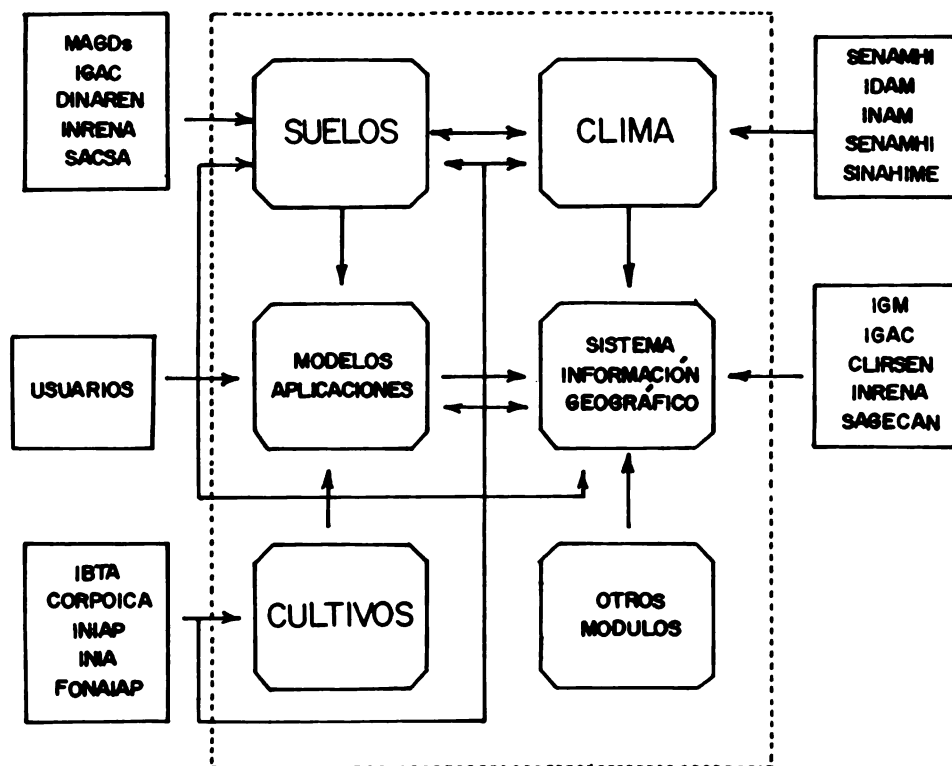 MAGDs
IGAC
DINAREN
INRENA
SACSA
SUELOS
CLIMA
SENAMHI
IDAM
INAM
SENAMHI
SINAHIME
USUARIOS
MODELOS
APLICACIONES
SISTEMA
INFORMACIÓN
GEOGRÁFICO
IGM
IGAC
CLIRSEN
INRENA
SAGECAN
IBTA
CORPOICA
INIAP
INIA
FONAIAP
CULTIVOS
OTROS
MODULOS